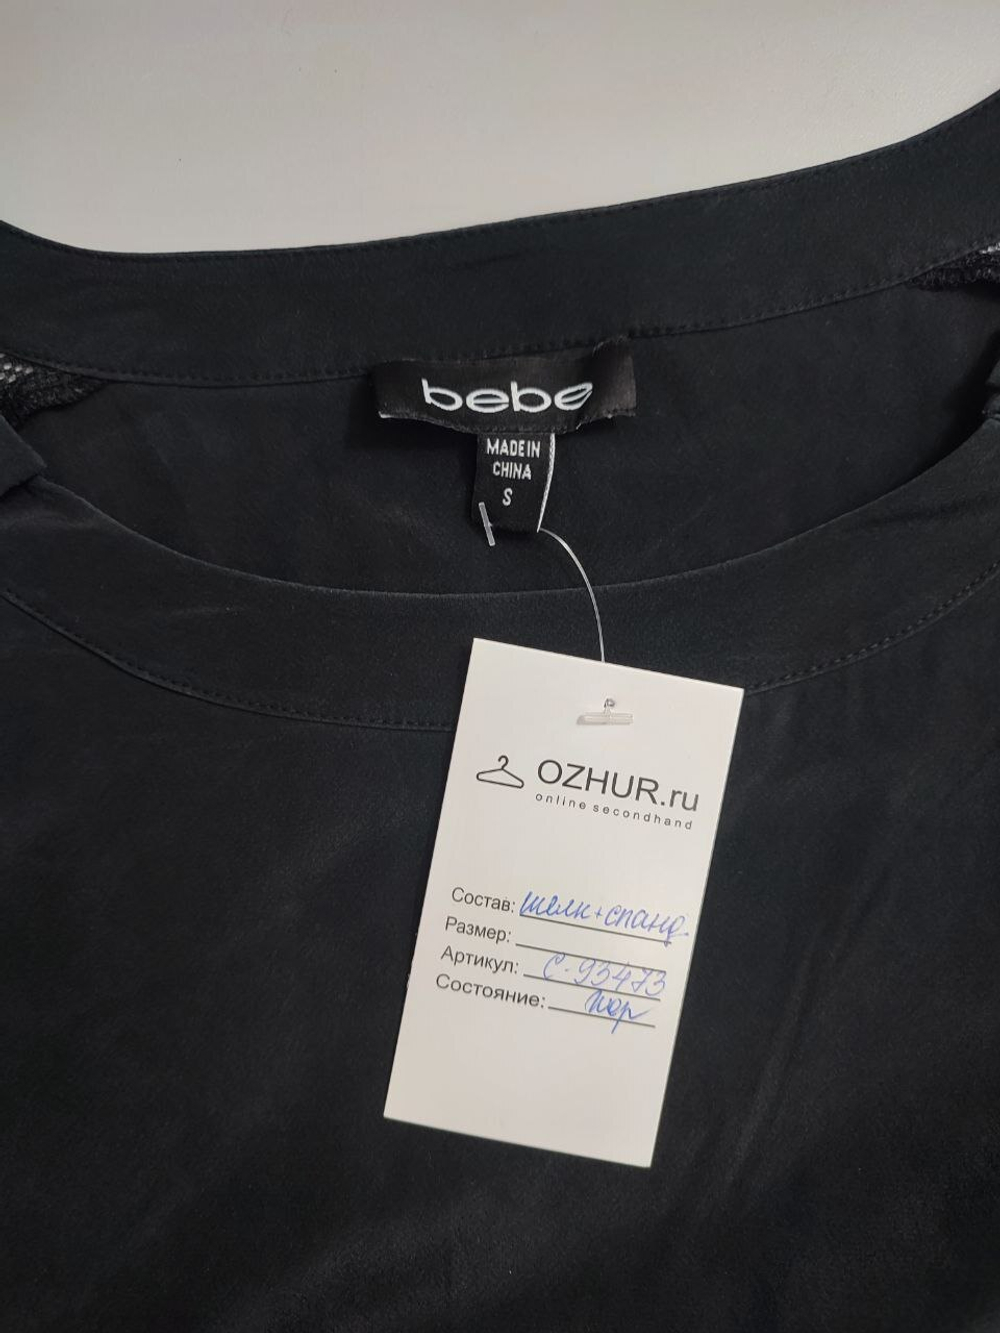 bebe
MADE IN
CHINA
S
OZHUR.ru
online secondhand
Состав: шелк+спанд.
Размер:
Артикул: С-93473
Состояние: хор